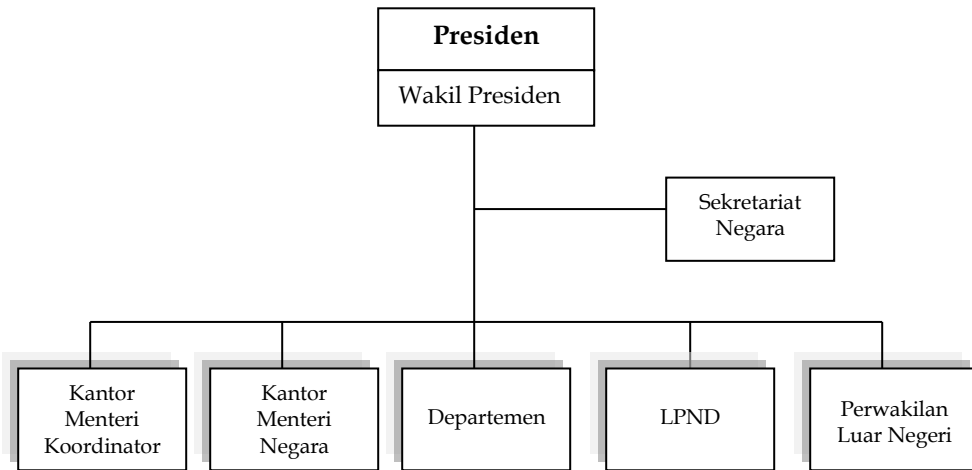 Presiden
Wakil Presiden
Sekretariat
Negara
Kantor
Menteri
Koordinator
Kantor
Menteri
Negara
Departemen
LPND
Perwakilan
Luar Negeri